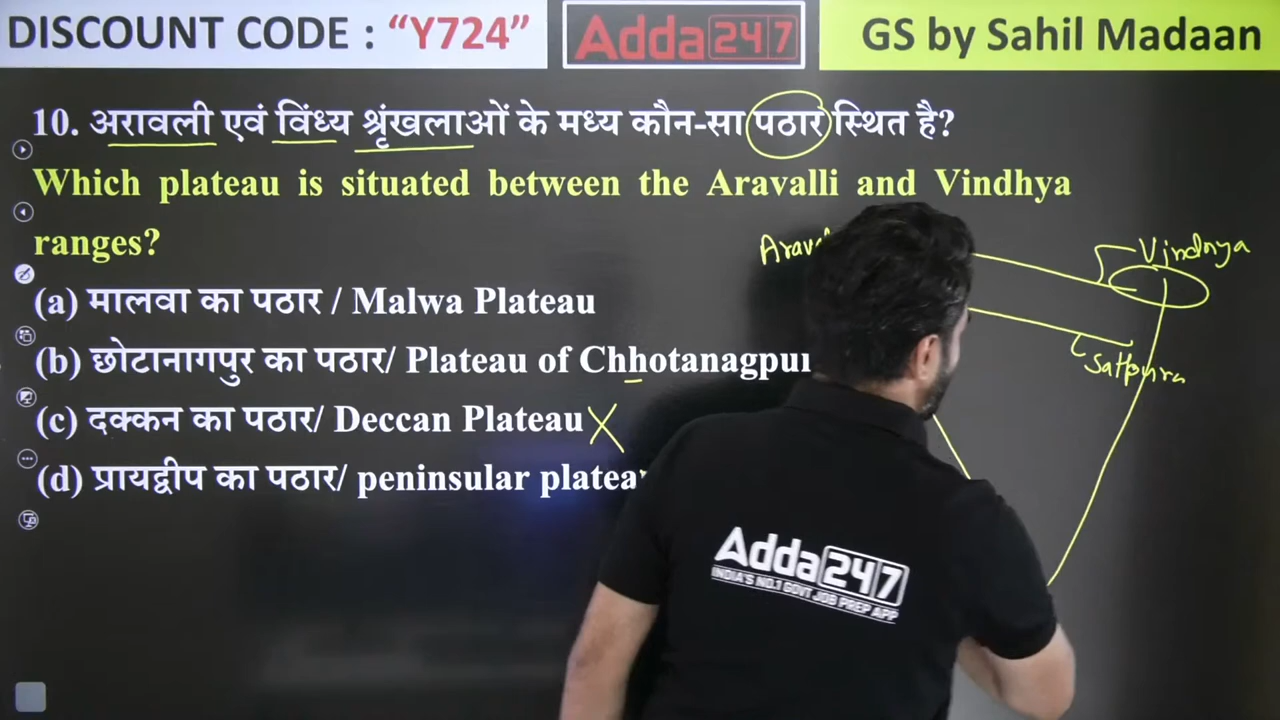 DISCOUNT CODE : “Y724”
Adda247
GS by Sahil Madaan
10. अरावली एवं विंध्य श्रृंखलाओं के मध्य कौन-सा पठार स्थित है?
Which plateau is situated between the Aravalli and Vindhya
ranges?
Vindhya
(a) मालवा का पठार / Malwa Plateau
(b) छोटानागपुर का पठार/ Plateau of Chhotanagpur
Satpura
(c) दक्कन का पठार/ Deccan Plateau X
(d) प्रायद्वीप का पठार/ peninsular
Adda247
INDIA'S NO.1 GOVT JOB PREP APP